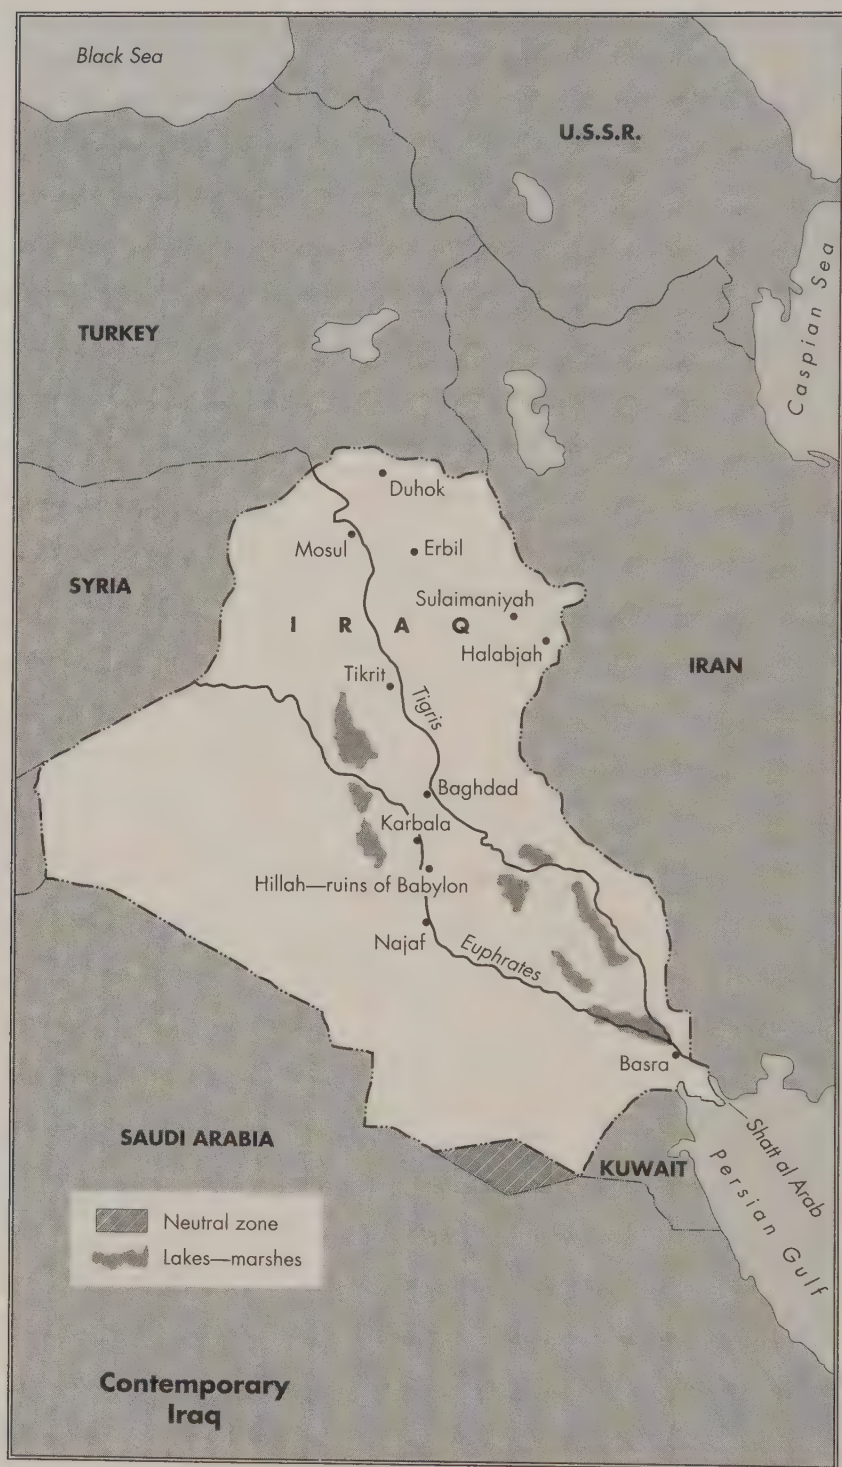 Black Sea
U.S.S.R.
Caspian Sea
TURKEY
Duhok
Mosul
Erbil
SYRIA
Sulaimaniyah
I R A Q
Halabjah
IRAN
Tikrit
Tigris
Baghdad
Karbala
Hillah—ruins of Babylon
Najaf
Euphrates
Basra
Shatt al Arab
SAUDI ARABIA
KUWAIT
Persian Gulf
Neutral zone
Lakes—marshes
Contemporary
Iraq